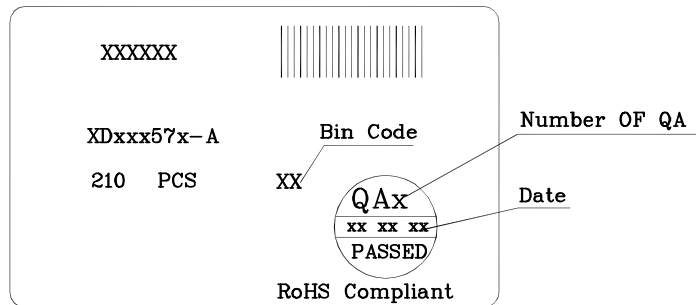 XXXXXX
XDxxx57x-A
Bin Code
Number OF QA
210 PCS
XX
QAx
Date
xx xx xx
PASSED
RoHS Compliant